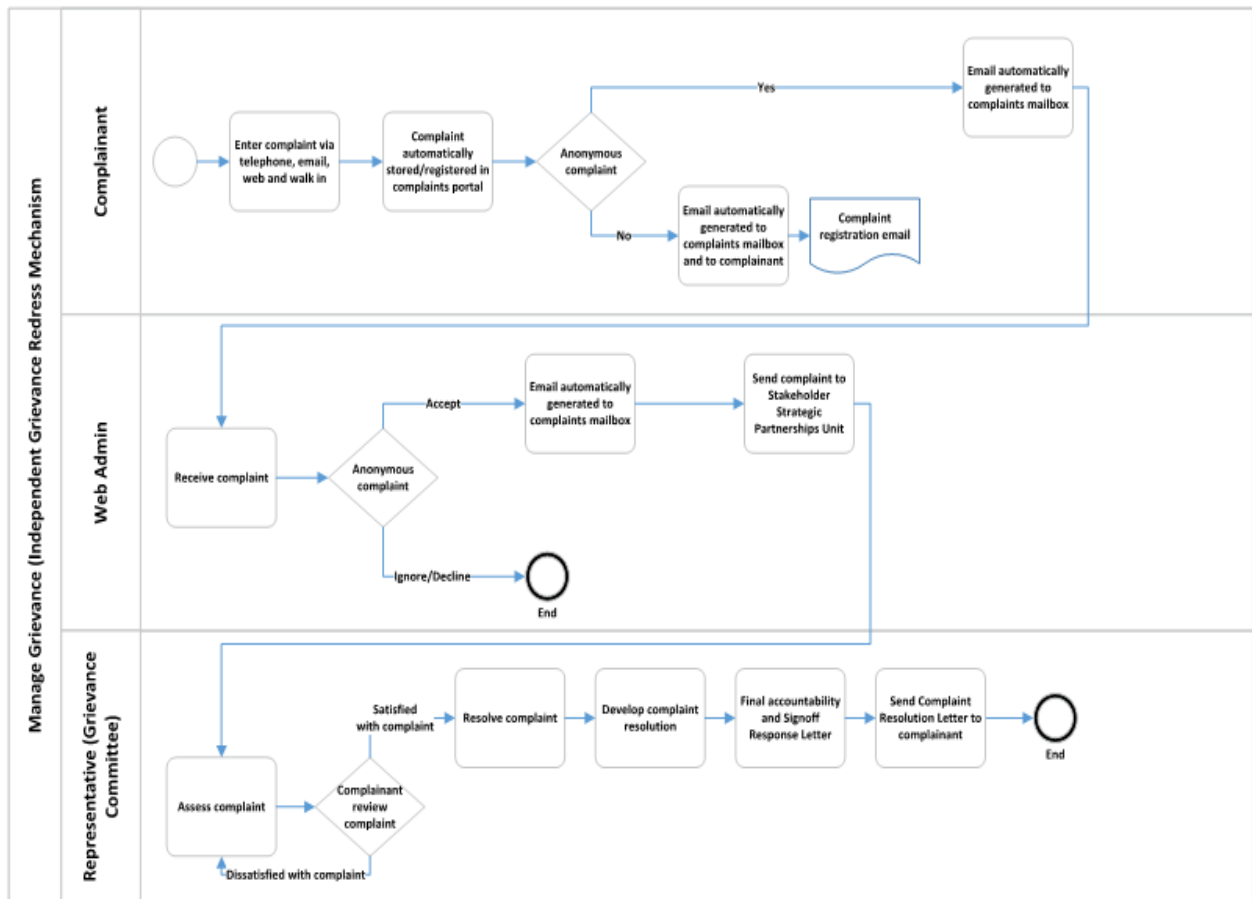 Manage Grievance (Independent Grievance Redress Mechanism
Complainant
Enter complaint via
telephone, email,
web and walk in
Complaint
automatically
stored/registered in
complaints portal
Anonymous
complaint
Yes
Email automatically
generated to
complaints mailbox
No
Email automatically
generated to
complaints mailbox
and to complainant
Complaint
registration email
Web Admin
Receive complaint
Anonymous
complaint
Accept
Email automatically
generated to
complaints mailbox
Send complaint to
Stakeholder
Strategic
Partnerships Unit
Ignore/Decline
End
Representative (Grievance
Committee)
Assess complaint
Complainant
review
complaint
Satisfied
with complaint
Resolve complaint
Develop complaint
resolution
Final accountability
and Signoff
Response Letter
Send Complaint
Resolution Letter to
complainant
End
Dissatisfied with complaint